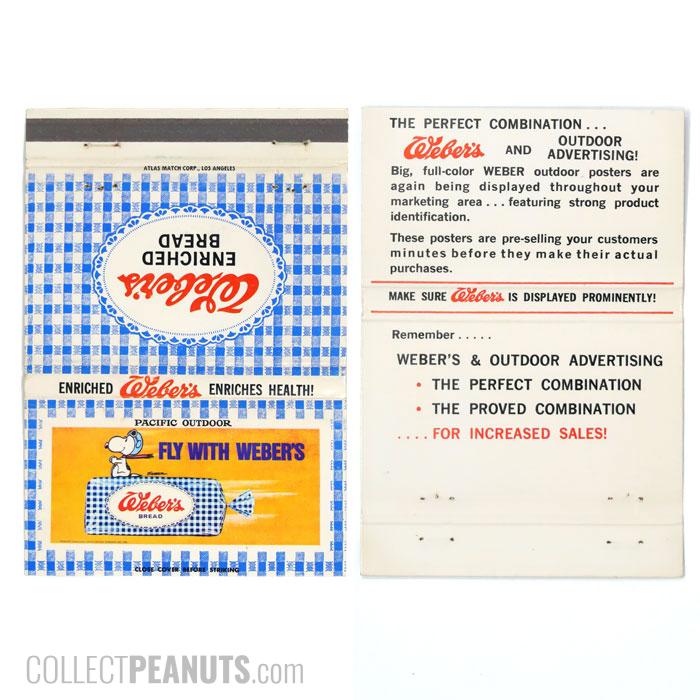 ATLAS MATCH CORP., LOS ANGELES
Weber's
ENRICHED
BREAD
ENRICHED Weber's ENRICHES HEALTH!
PACIFIC OUTDOOR
FLY WITH WEBER'S
Weber's
BREAD
CLOSE COVER BEFORE STRIKING
THE PERFECT COMBINATION...
Weber's AND OUTDOOR
ADVERTISING!
Big, full-color WEBER outdoor posters are
again being displayed throughout your
marketing area... featuring strong product
identification.
These posters are pre-selling your customers
minutes before they make their actual
purchases.
MAKE SURE Weber's IS DISPLAYED PROMINENTLY!
Remember.....
WEBER'S & OUTDOOR ADVERTISING
• THE PERFECT COMBINATION
• THE PROVED COMBINATION
....FOR INCREASED SALES!
COLLECTPEANUTS.com